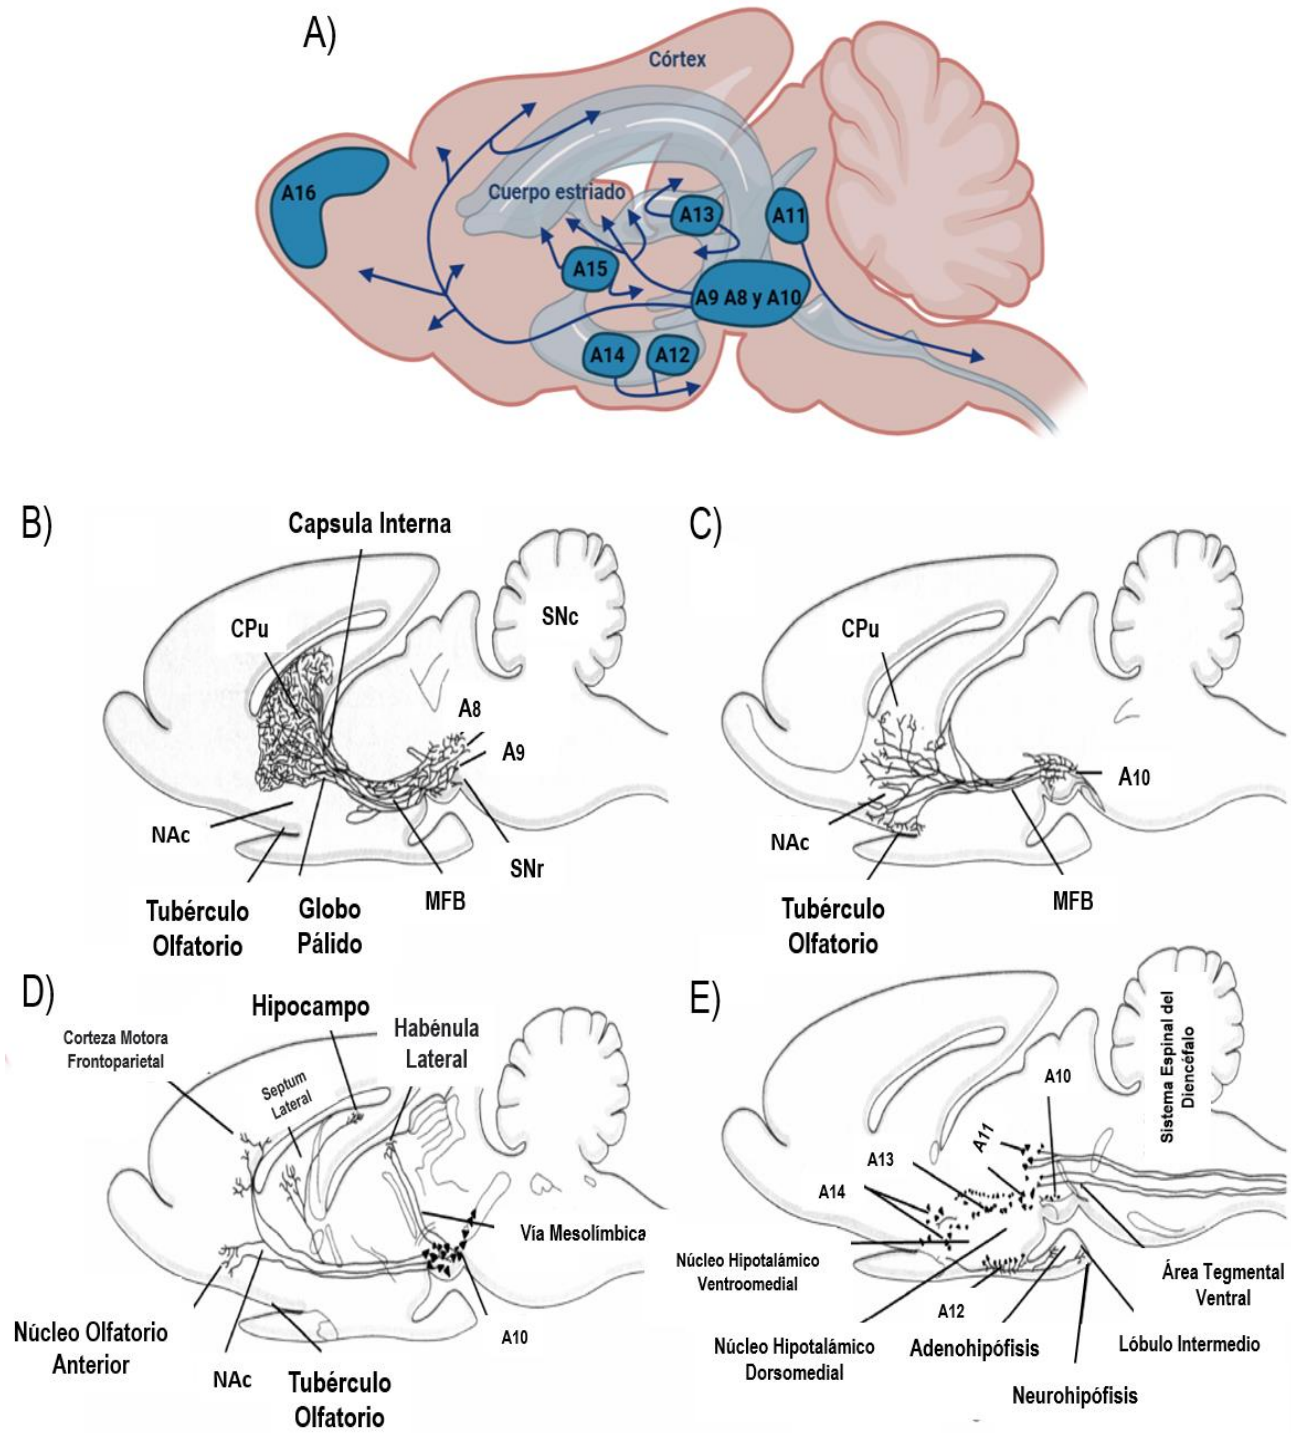 A)
Córtex
A16
Cuerpo estriado
A13
A11
A15
A9 A8 y A10
A14
A12
B)
Capsula Interna
CPu
SNc
A8
A9
NAc
SNr
MFB
Tubérculo
Olfatorio
Globo
Pálido
C)
CPu
A10
NAc
MFB
Tubérculo
Olfatorio
D)
Hipocampo
Corteza Motora
Frontoparietal
Habénula
Lateral
Septum
Lateral
Vía Mesolímbica
A10
Núcleo Olfatorio
Anterior
NAc
Tubérculo
Olfatorio
E)
Sistema Espinal del
Diencéfalo
A10
A11
A13
A14
Núcleo Hipotalámico
Ventroomedial
Área Tegmental
Ventral
A12
Núcleo Hipotalámico
Dorsomedial
Adenohipófisis
Lóbulo Intermedio
Neurohipófisis